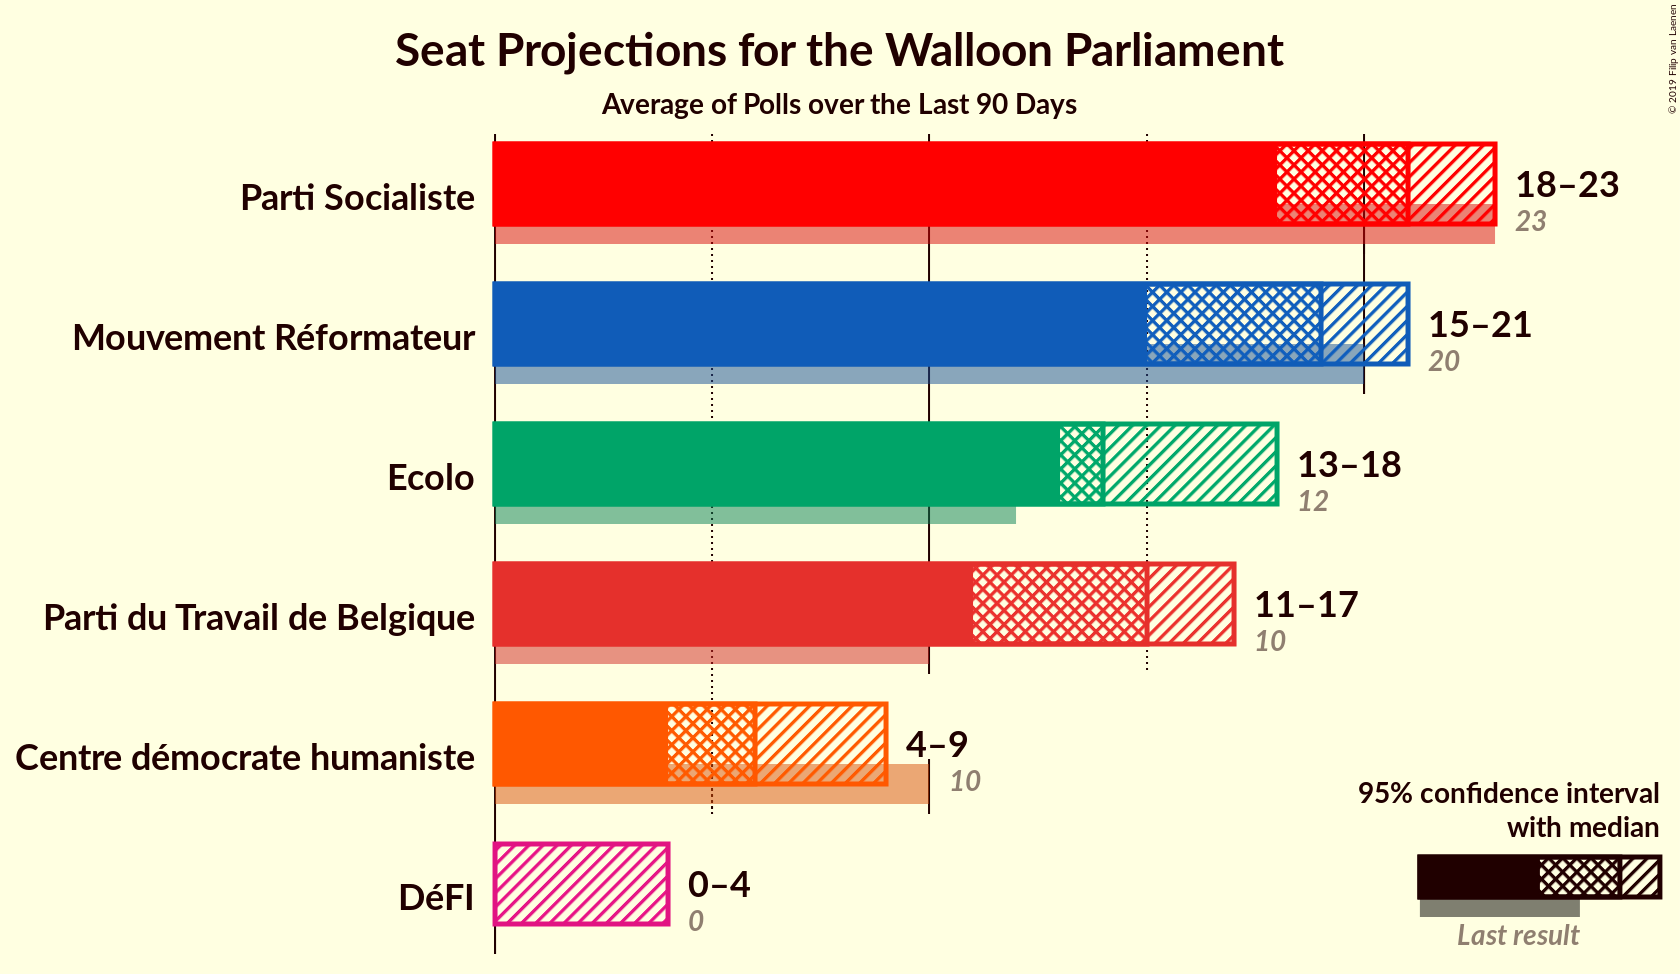 Seat Projections for the Walloon Parliament
Average of Polls over the Last 90 Days
© 2019 Filip van Laenen
Parti Socialiste
18–23
23
Mouvement Réformateur
15–21
20
Ecolo
13–18
12
Parti du Travail de Belgique
11–17
10
Centre démocrate humaniste
4–9
10
DéFI
0–4
0
95% confidence interval
with median
Last result